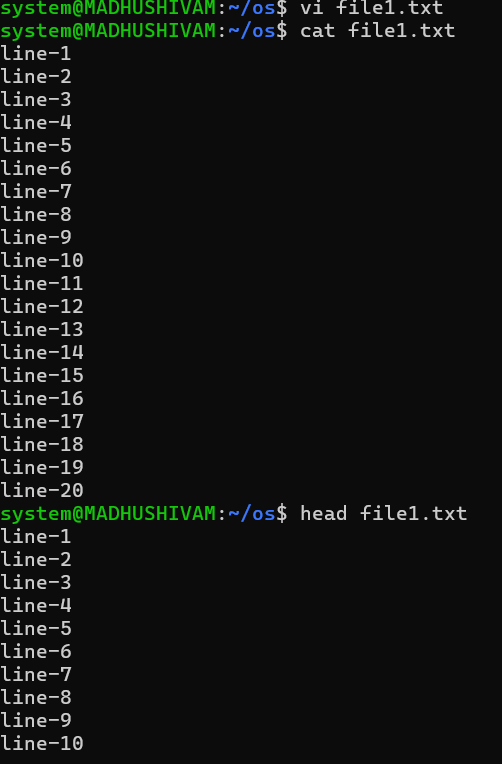 system@MADHUSHIVAM:~/os$ vi file1.txt
system@MADHUSHIVAM:~/os$ cat file1.txt
line-1
line-2
line-3
line-4
line-5
line-6
line-7
line-8
line-9
line-10
line-11
line-12
line-13
line-14
line-15
line-16
line-17
line-18
line-19
line-20
system@MADHUSHIVAM:~/os$ head file1.txt
line-1
line-2
line-3
line-4
line-5
line-6
line-7
line-8
line-9
line-10